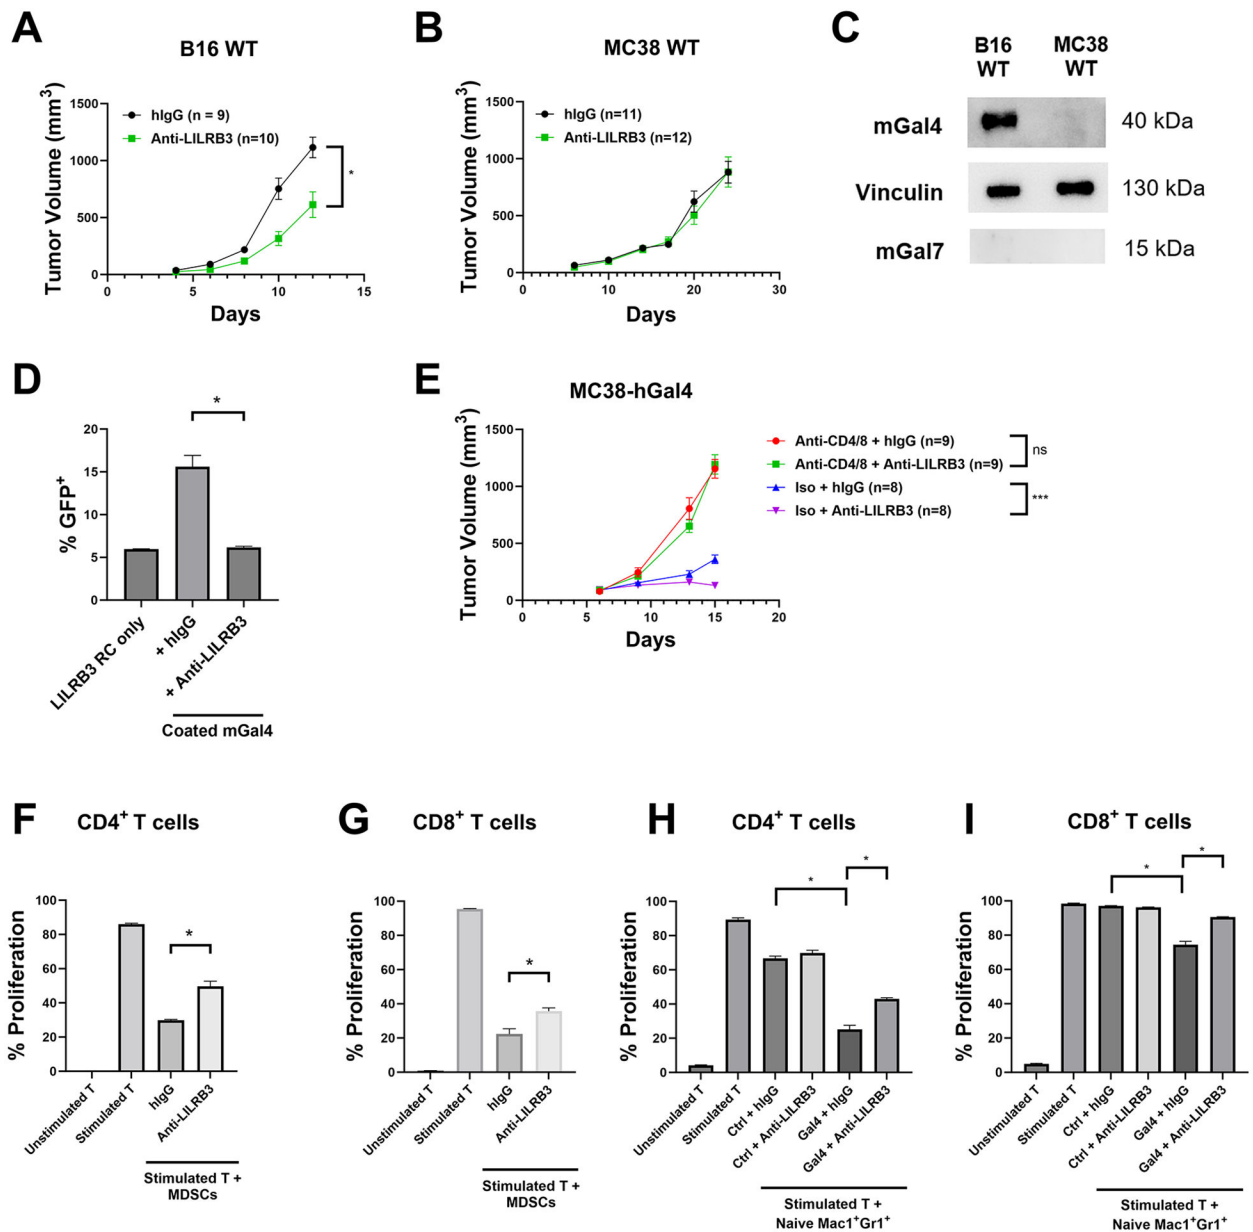 A
B16 WT
Tumor Volume (mm³)
1500
1000
500
0
hIgG (n = 9)
Anti-LILRB3 (n=10)
*
0
5
10
15
Days
B
MC38 WT
Tumor Volume (mm³)
1500
1000
500
0
hIgG (n=11)
Anti-LILRB3 (n=12)
0
10
20
30
Days
C
B16 WT
MC38 WT
mGal4
40 kDa
Vinculin
130 kDa
mGal7
15 kDa
D
% GFP⁺
20
15
10
5
0
*
LILRB3 RC only
+ hIgG
+ Anti-LILRB3
Coated mGal4
E
MC38-hGal4
Tumor Volume (mm³)
1500
1000
500
0
0
5
10
15
20
Days
Anti-CD4/8 + hIgG (n=9)
Anti-CD4/8 + Anti-LILRB3 (n=9)
ns
Iso + hIgG (n=8)
Iso + Anti-LILRB3 (n=8)
***
F
CD4⁺ T cells
% Proliferation
100
80
60
40
20
0
*
Unstimulated T
Stimulated T
hIgG
Anti-LILRB3
Stimulated T +
MDSCs
G
CD8⁺ T cells
% Proliferation
100
80
60
40
20
0
*
Unstimulated T
Stimulated T
hIgG
Anti-LILRB3
Stimulated T +
MDSCs
H
CD4⁺ T cells
% Proliferation
100
80
60
40
20
0
*
*
Unstimulated T
Stimulated T
Ctrl + hIgG
Ctrl + Anti-LILRB3
Gal4 + hIgG
Gal4 + Anti-LILRB3
Stimulated T +
Naive Mac1⁺Gr1⁺
I
CD8⁺ T cells
% Proliferation
100
80
60
40
20
0
*
*
Unstimulated T
Stimulated T
Ctrl + hIgG
Ctrl + Anti-LILRB3
Gal4 + hIgG
Gal4 + Anti-LILRB3
Stimulated T +
Naive Mac1⁺Gr1⁺